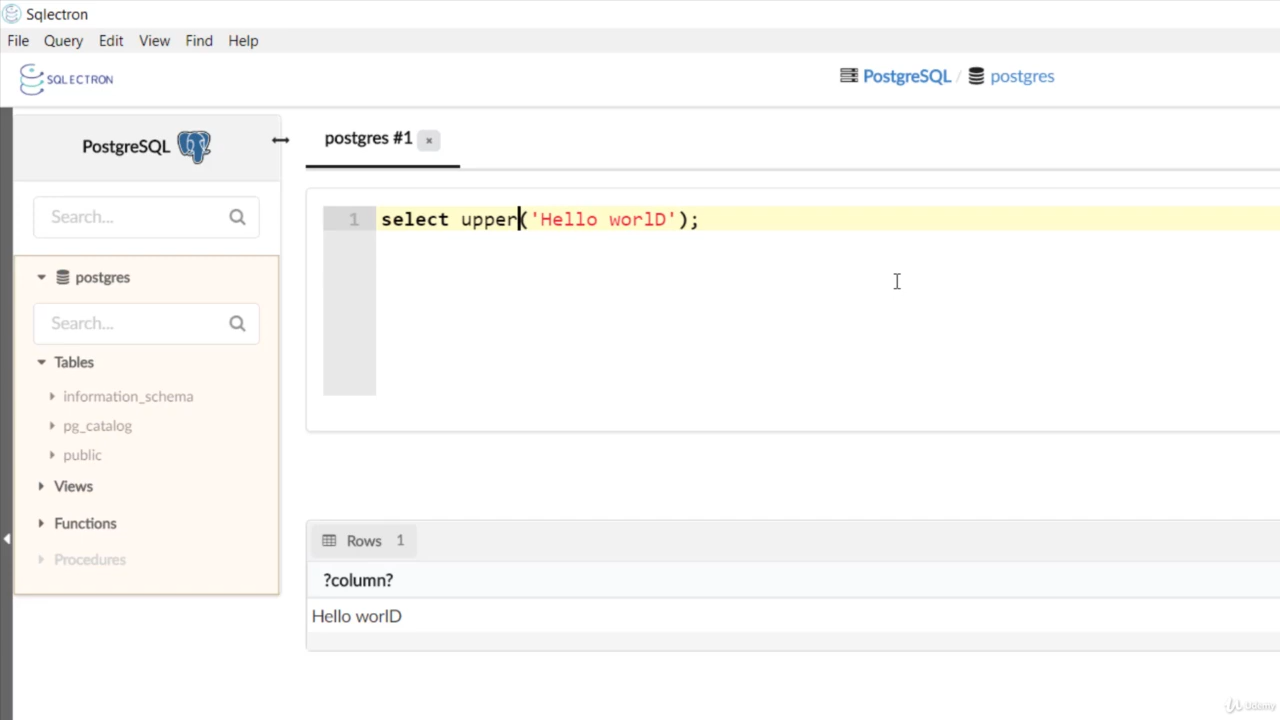 Sqlectron
File Query Edit View Find Help
SQLECTRON
PostgreSQL / postgres
PostgreSQL
postgres #1 ×
Search...
1 select upper('Hello worlD');
postgres
Search...
Tables
information_schema
pg_catalog
public
Views
Functions
Procedures
Rows 1
?column?
Hello worlD
Udemy